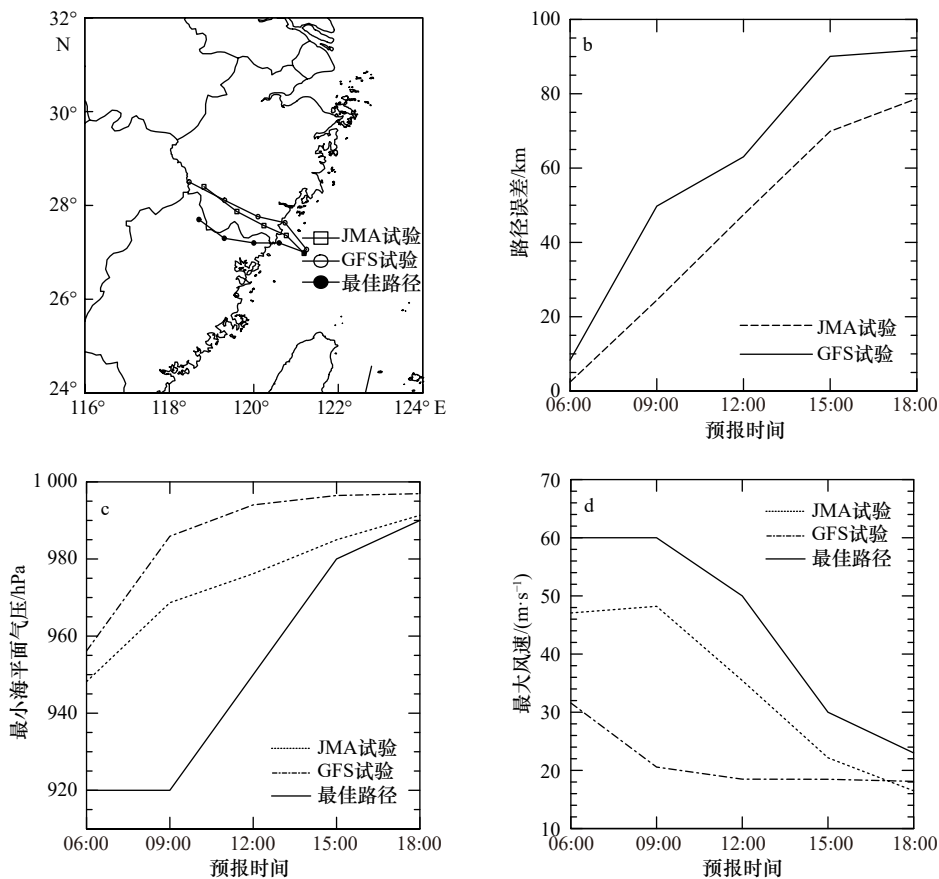 32°
N
30°
28°
26°
24°
116°
118°
120°
122°
124° E
JMA试验
GFS试验
最佳路径
b
100
80
60
40
20
0
路径误差/km
JMA试验
GFS试验
06:00
09:00
12:00
15:00
18:00
预报时间
c
1 000
980
960
940
920
最小海平面气压/hPa
JMA试验
GFS试验
最佳路径
06:00
09:00
12:00
15:00
18:00
预报时间
d
70
60
50
40
30
20
10
最大风速/(m·s⁻¹)
JMA试验
GFS试验
最佳路径
06:00
09:00
12:00
15:00
18:00
预报时间